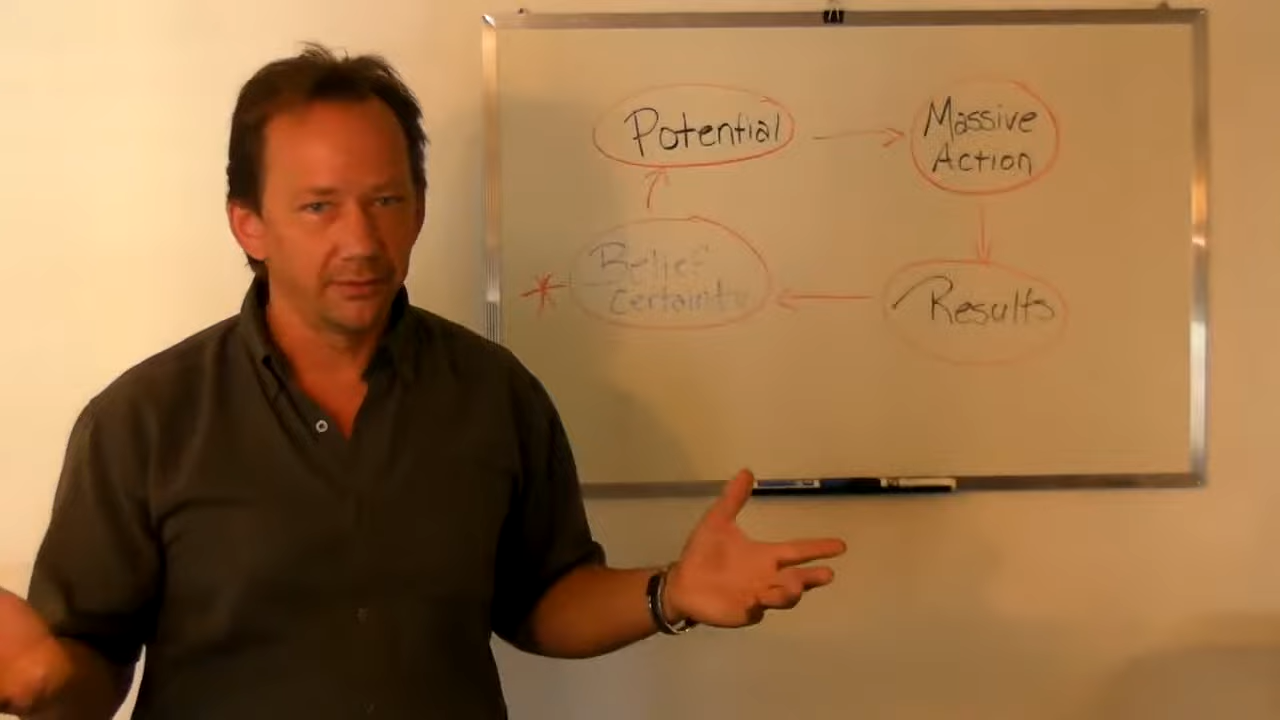 Potential
Massive
Action
Belief
Certainty
Results